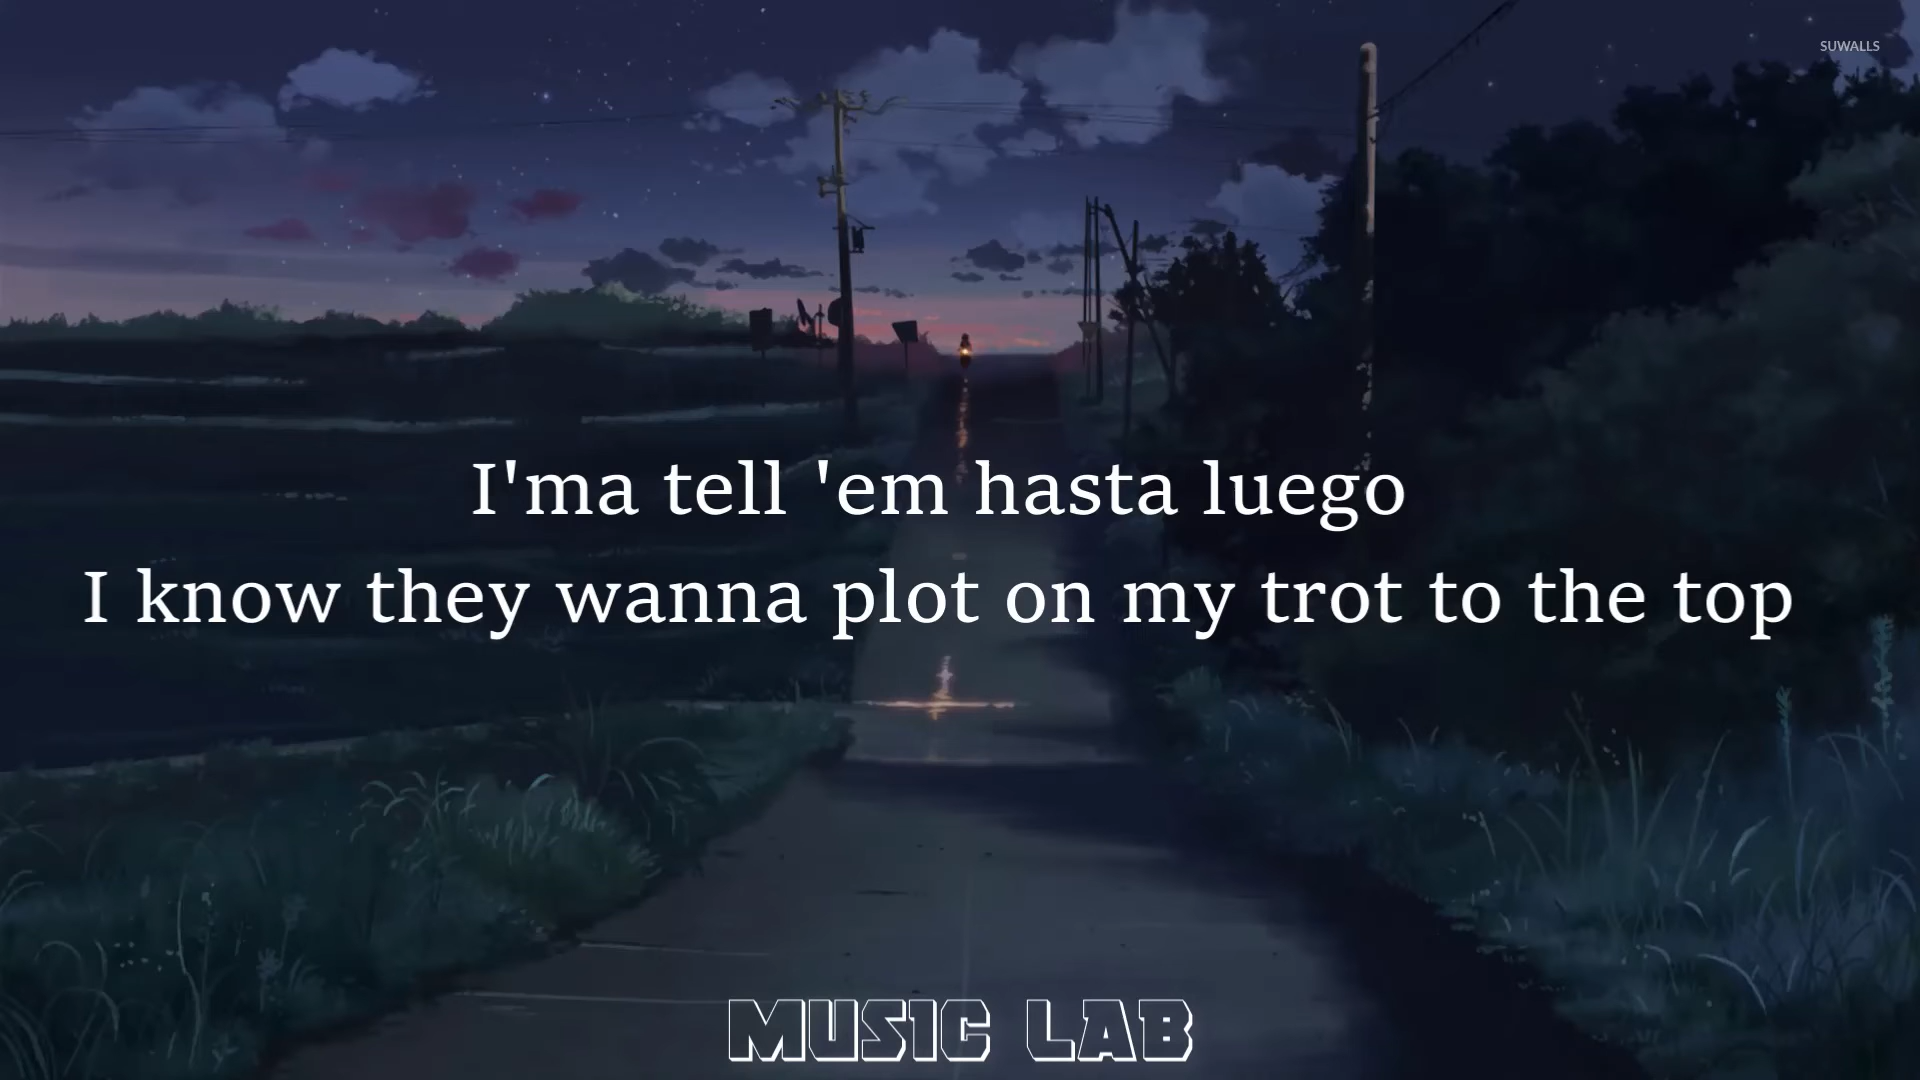 SUWALLS
I'ma tell 'em hasta luego
I know they wanna plot on my trot to the top
MUSIC LAB